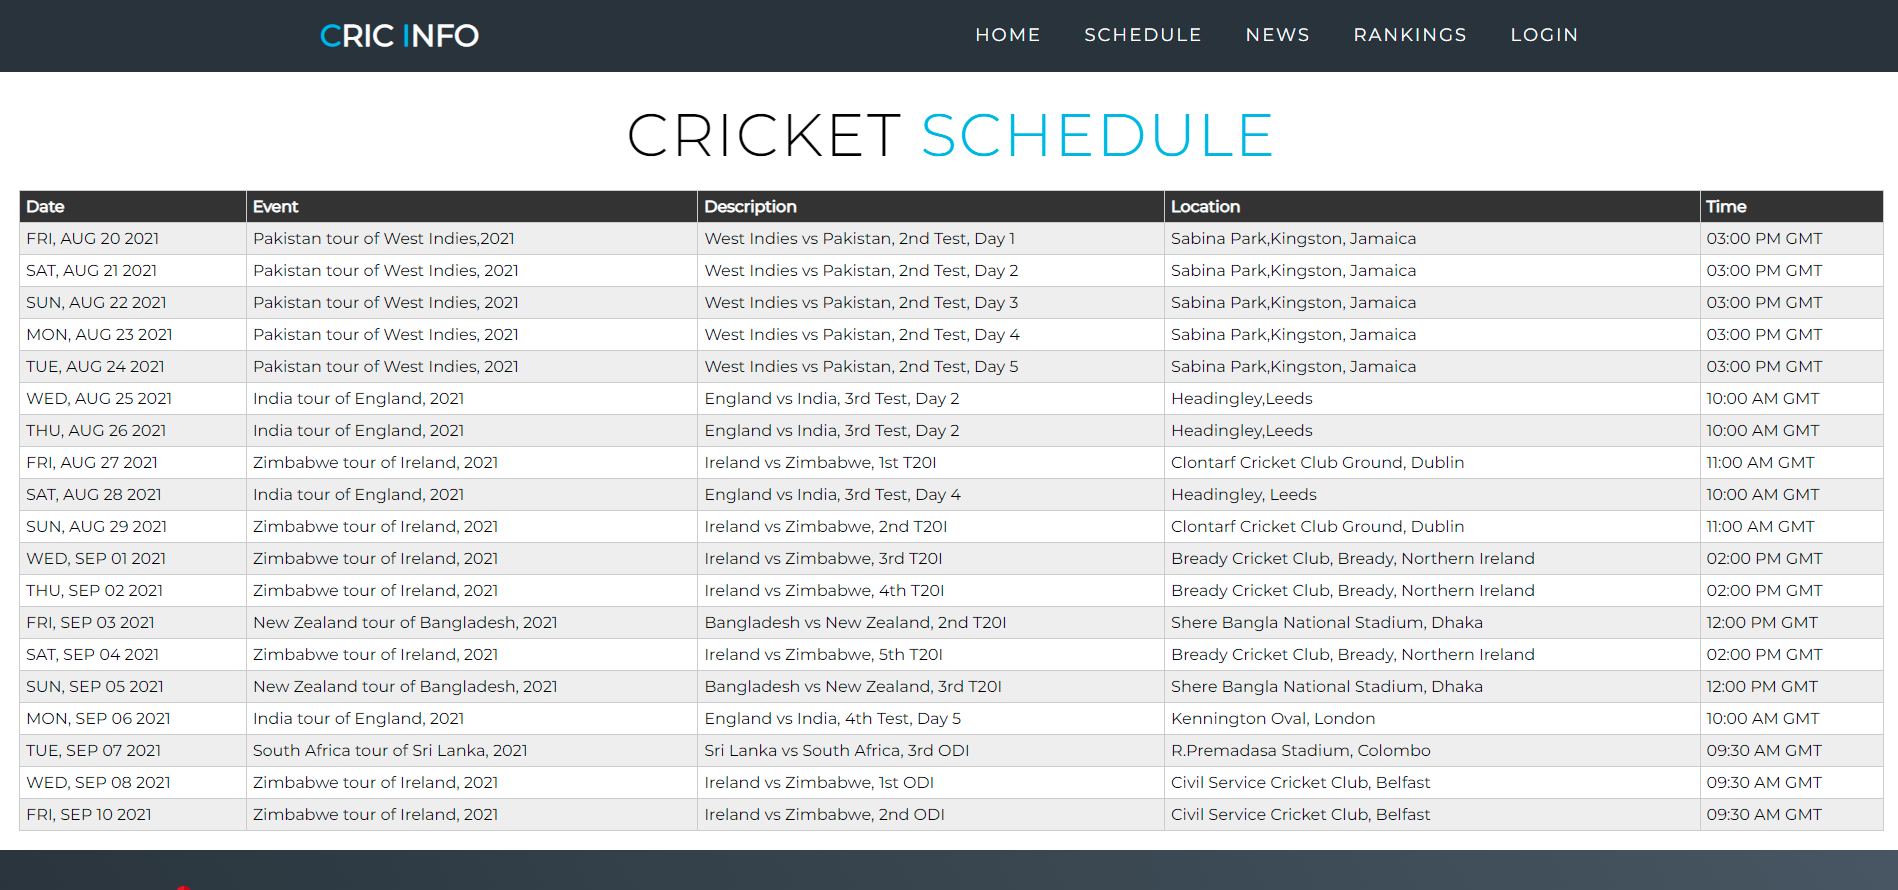 CRIC INFO HOME SCHEDULE NEWS RANKINGS LOGIN
CRICKET SCHEDULE
Date Event Description Location Time
FRI, AUG 20 2021 Pakistan tour of West Indies,2021 West Indies vs Pakistan, 2nd Test, Day 1 Sabina Park,Kingston, Jamaica 03:00 PM GMT
SAT, AUG 21 2021 Pakistan tour of West Indies, 2021 West Indies vs Pakistan, 2nd Test, Day 2 Sabina Park,Kingston, Jamaica 03:00 PM GMT
SUN, AUG 22 2021 Pakistan tour of West Indies, 2021 West Indies vs Pakistan, 2nd Test, Day 3 Sabina Park,Kingston, Jamaica 03:00 PM GMT
MON, AUG 23 2021 Pakistan tour of West Indies, 2021 West Indies vs Pakistan, 2nd Test, Day 4 Sabina Park,Kingston, Jamaica 03:00 PM GMT
TUE, AUG 24 2021 Pakistan tour of West Indies, 2021 West Indies vs Pakistan, 2nd Test, Day 5 Sabina Park,Kingston, Jamaica 03:00 PM GMT
WED, AUG 25 2021 India tour of England, 2021 England vs India, 3rd Test, Day 2 Headingley,Leeds 10:00 AM GMT
THU, AUG 26 2021 India tour of England, 2021 England vs India, 3rd Test, Day 2 Headingley,Leeds 10:00 AM GMT
FRI, AUG 27 2021 Zimbabwe tour of Ireland, 2021 Ireland vs Zimbabwe, 1st T20I Clontarf Cricket Club Ground, Dublin 11:00 AM GMT
SAT, AUG 28 2021 India tour of England, 2021 England vs India, 3rd Test, Day 4 Headingley, Leeds 10:00 AM GMT
SUN, AUG 29 2021 Zimbabwe tour of Ireland, 2021 Ireland vs Zimbabwe, 2nd T20I Clontarf Cricket Club Ground, Dublin 11:00 AM GMT
WED, SEP 01 2021 Zimbabwe tour of Ireland, 2021 Ireland vs Zimbabwe, 3rd T20I Bready Cricket Club, Bready, Northern Ireland 02:00 PM GMT
THU, SEP 02 2021 Zimbabwe tour of Ireland, 2021 Ireland vs Zimbabwe, 4th T20I Bready Cricket Club, Bready, Northern Ireland 02:00 PM GMT
FRI, SEP 03 2021 New Zealand tour of Bangladesh, 2021 Bangladesh vs New Zealand, 2nd T20I Shere Bangla National Stadium, Dhaka 12:00 PM GMT
SAT, SEP 04 2021 Zimbabwe tour of Ireland, 2021 Ireland vs Zimbabwe, 5th T20I Bready Cricket Club, Bready, Northern Ireland 02:00 PM GMT
SUN, SEP 05 2021 New Zealand tour of Bangladesh, 2021 Bangladesh vs New Zealand, 3rd T20I Shere Bangla National Stadium, Dhaka 12:00 PM GMT
MON, SEP 06 2021 India tour of England, 2021 England vs India, 4th Test, Day 5 Kennington Oval, London 10:00 AM GMT
TUE, SEP 07 2021 South Africa tour of Sri Lanka, 2021 Sri Lanka vs South Africa, 3rd ODI R.Premadasa Stadium, Colombo 09:30 AM GMT
WED, SEP 08 2021 Zimbabwe tour of Ireland, 2021 Ireland vs Zimbabwe, 1st ODI Civil Service Cricket Club, Belfast 09:30 AM GMT
FRI, SEP 10 2021 Zimbabwe tour of Ireland, 2021 Ireland vs Zimbabwe, 2nd ODI Civil Service Cricket Club, Belfast 09:30 AM GMT